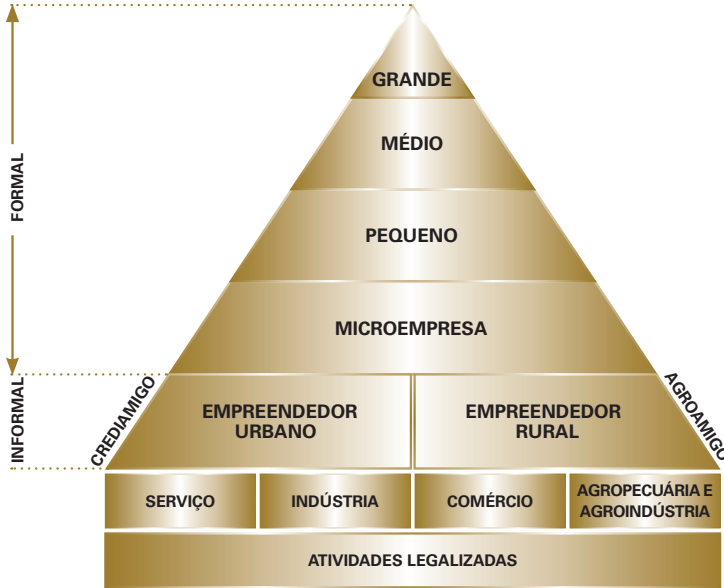 GRANDE
MÉDIO
PEQUENO
MICROEMPRESA
FORMAL
INFORMAL
CREDIAMIGO
EMPREENDEDOR
URBANO
EMPREENDEDOR
RURAL
AGROAMIGO
SERVIÇO
INDÚSTRIA
COMÉRCIO
AGROPECUÁRIA E
AGROINDÚSTRIA
ATIVIDADES LEGALIZADAS